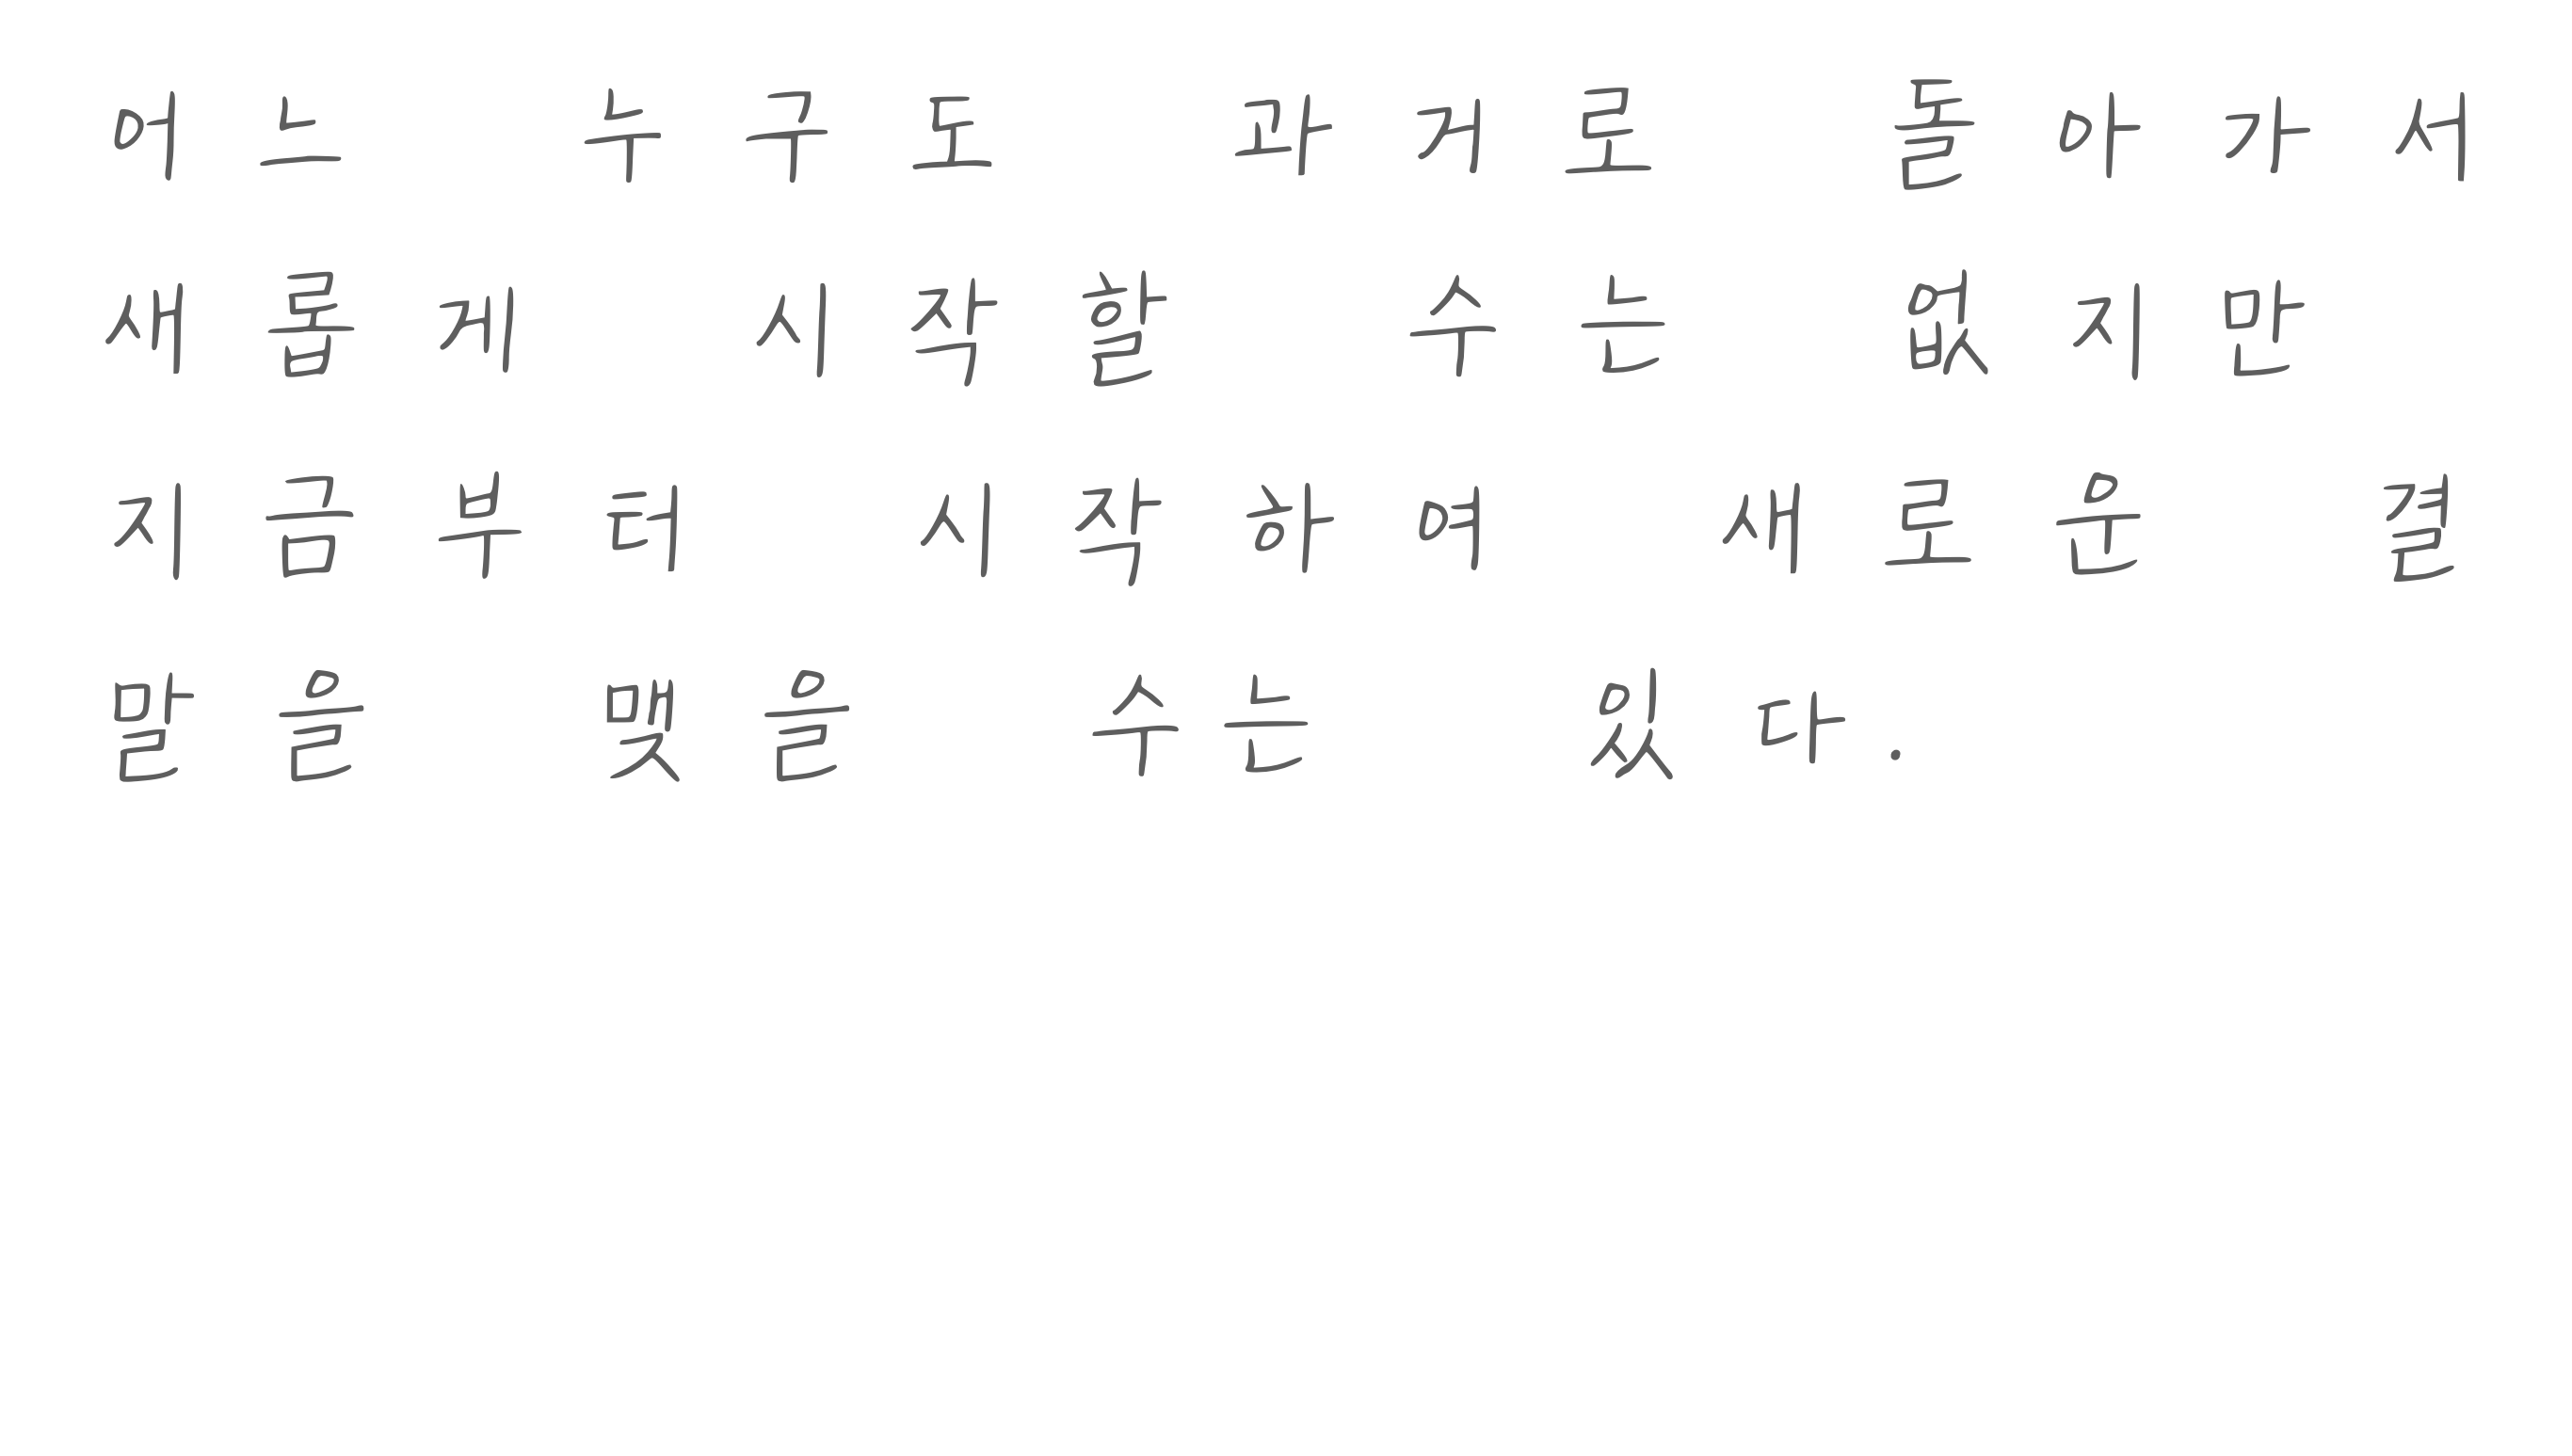 어느 누구도 과거로 돌아가서
새롭게 시작할 수는 없지만
지금부터 시작하여 새로운 결
말을 맺을 수는 있다.